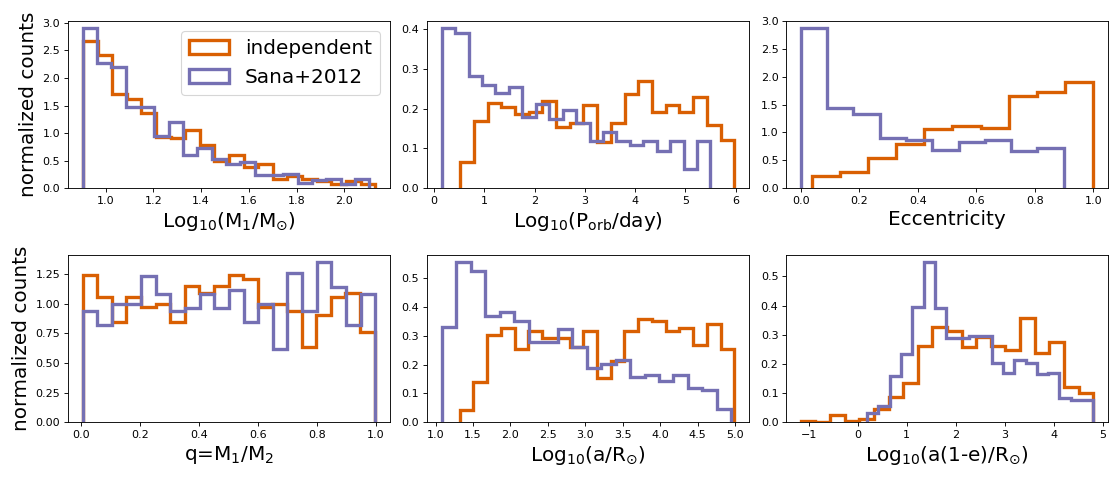 normalized counts
3.0
2.5
2.0
1.5
1.0
0.5
0.0
independent
Sana+2012
1.0 1.2 1.4 1.6 1.8 2.0
Log₁₀(M₁/M☉)
0.4
0.3
0.2
0.1
0.0
0 1 2 3 4 5 6
Log₁₀(Pₒᵣb/day)
3.0
2.5
2.0
1.5
1.0
0.5
0.0
0.0 0.2 0.4 0.6 0.8 1.0
Eccentricity
normalized counts
1.25
1.00
0.75
0.50
0.25
0.00
0.0 0.2 0.4 0.6 0.8 1.0
q=M₁/M₂
0.5
0.4
0.3
0.2
0.1
0.0
1.0 1.5 2.0 2.5 3.0 3.5 4.0 4.5 5.0
Log₁₀(a/R☉)
0.5
0.4
0.3
0.2
0.1
0.0
−1 0 1 2 3 4 5
Log₁₀(a(1-e)/R☉)